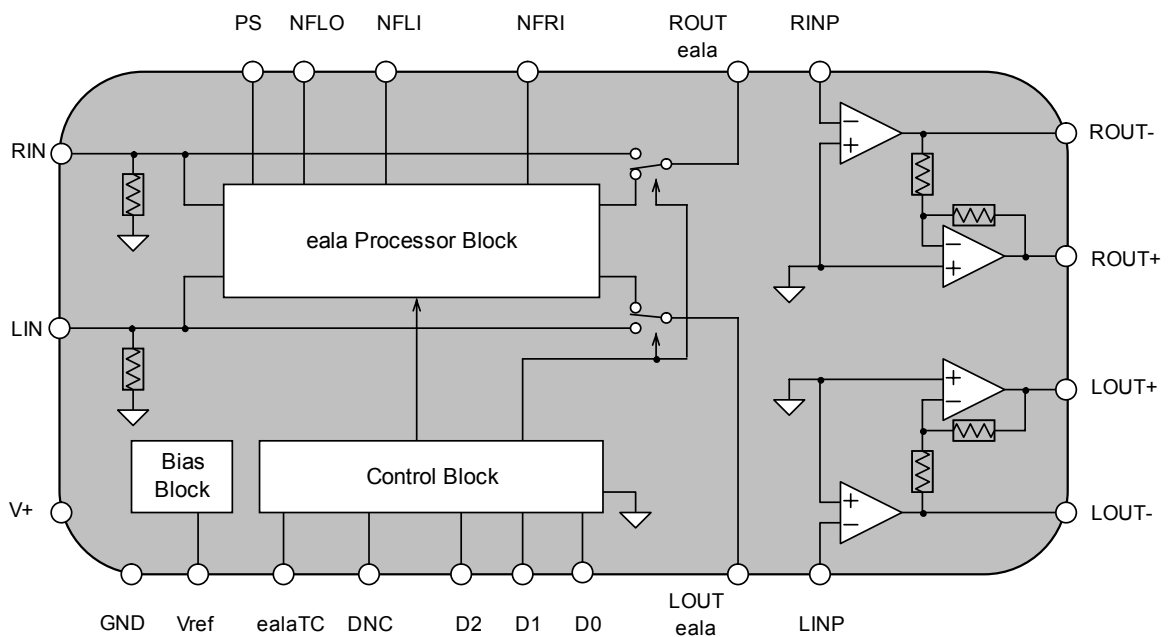 PS NFLO NFLI NFRI ROUT RINP
eala
ROUT-
RIN
eala Processor Block
ROUT+
LIN
LOUT+
Bias
Block
Control Block
V+
LOUT-
GND Vref ealaTC DNC D2 D1 D0 LOUT LINP
eala